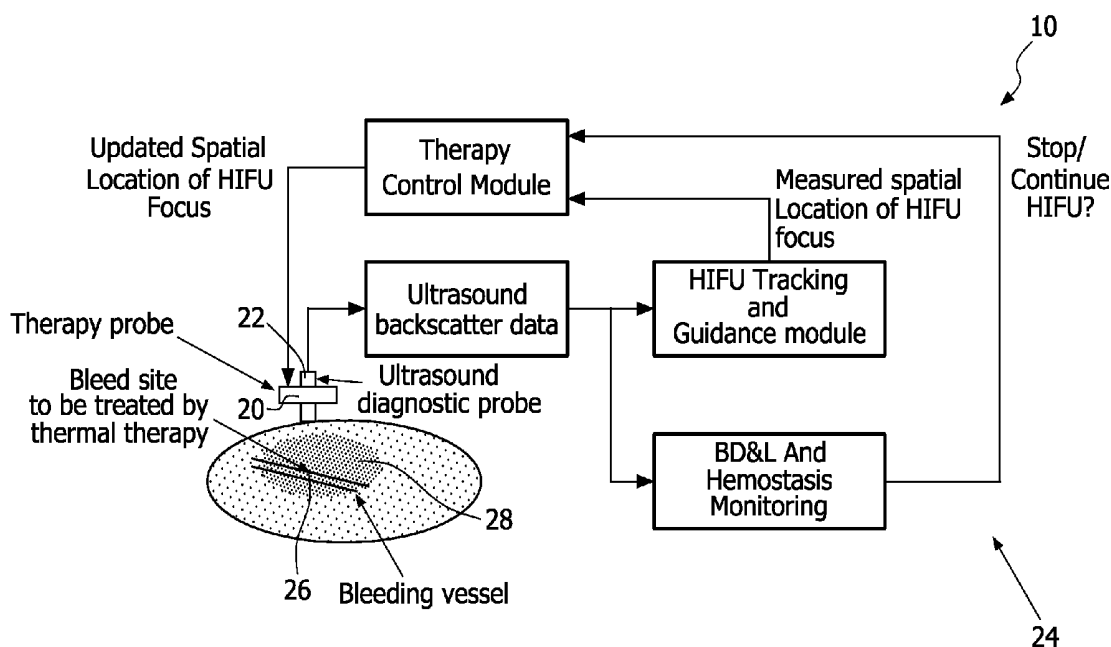 10
Updated Spatial
Location of HIFU
Focus
Therapy
Control Module
Stop/
Continue
HIFU?
Measured spatial
Location of HIFU
focus
Ultrasound
backscatter data
HIFU Tracking
and
Guidance module
22
Therapy probe
Ultrasound
diagnostic probe
20
Bleed site
to be treated by
thermal therapy
BD&L And
Hemostasis
Monitoring
28
26
Bleeding vessel
24